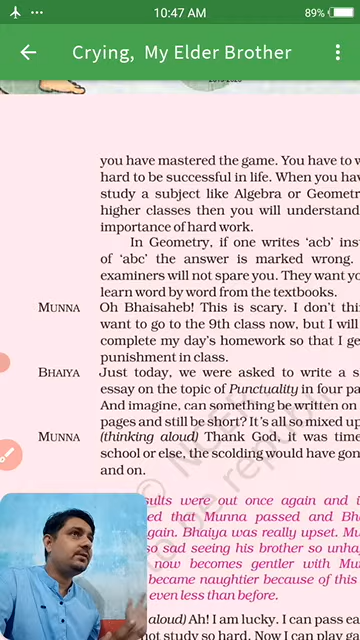 10:47 AM 89%
Crying, My Elder Brother
you have mastered the game. You have to
hard to be successful in life. When you hav
study a subject like Algebra or Geometr
higher classes then you will understand
importance of hard work.
In Geometry, if one writes 'acb' ins
of 'abc' the answer is marked wrong.
examiners will not spare you. They want yo
learn word by word from the textbooks.
MUNNA Oh Bhaisaheb! This is scary. I don't thi
want to go to the 9th class now, but I will
complete my day's homework so that I ge
punishment in class.
BHAIYA Just today, we were asked to write a s
essay on the topic of Punctuality in four pa
And imagine, can something be written on
pages and still be short? It's all so mixed up
MUNNA (thinking aloud) Thank God, it was time
school or else, the scolding would have gon
and on.
sults were out once again and i
ed that Munna passed and Bh
gain. Bhaiya was really upset. M
so sad seeing his brother so unha
now becomes gentler with Mun
became naughtier because of this
even less than before.
aloud) Ah! I am lucky. I can pass ea
not study so hard. Now I can play ga